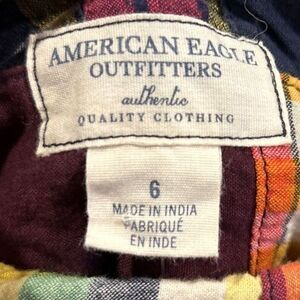 AMERICAN EAGLE
OUTFITTERS
authentic
QUALITY CLOTHING
6
MADE IN INDIA
FABRIQUÉ
EN INDE